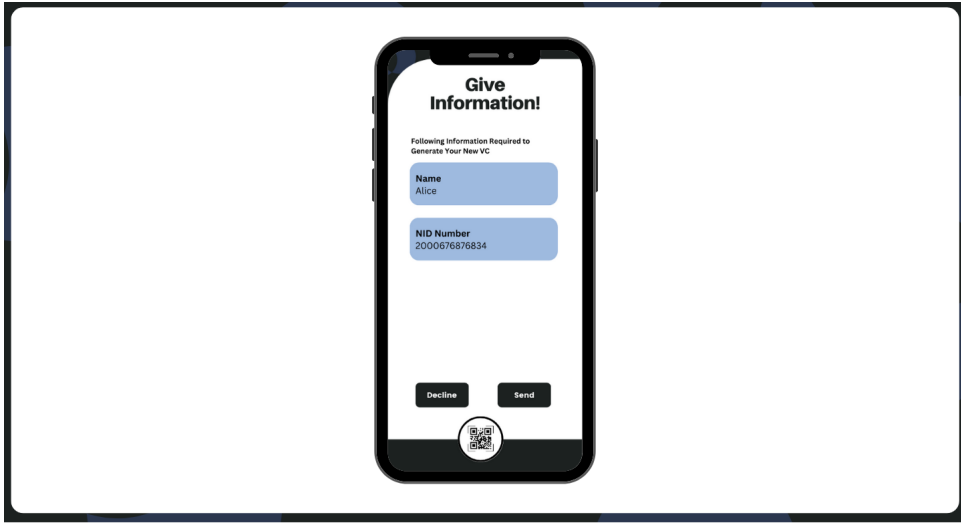 Give
Information!
Following Information Required to
Generate Your New VC
Name
Alice
NID Number
2000676876834
Decline
Send